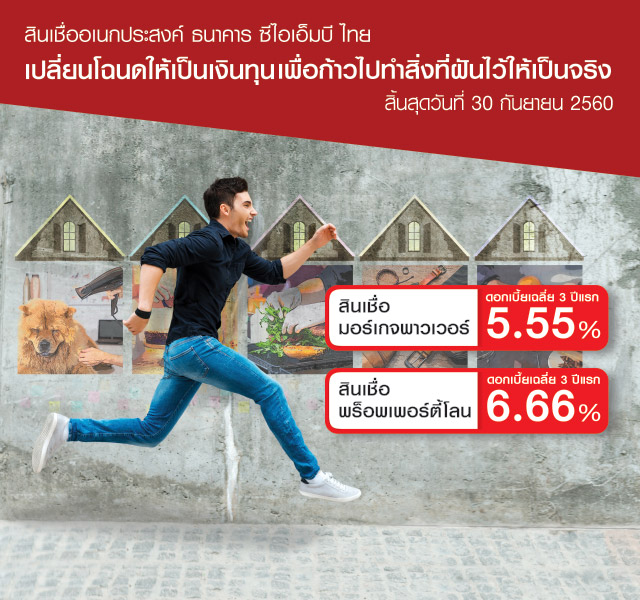 สินเชื่ออเนกประสงค์ ธนาคาร ซีไอเอ็มบี ไทย
เปลี่ยนโฉนดให้เป็นเงินทุนเพื่อก้าวไปทำสิ่งที่ฝันไว้ให้เป็นจริง
สิ้นสุดวันที่ 30 กันยายน 2560
สินเชื่อ
มอร์เกจพาวเวอร์
ดอกเบี้ยเฉลี่ย 3 ปีแรก
5.55%
สินเชื่อ
พร็อพเพอร์ตี้โลน
ดอกเบี้ยเฉลี่ย 3 ปีแรก
6.66%